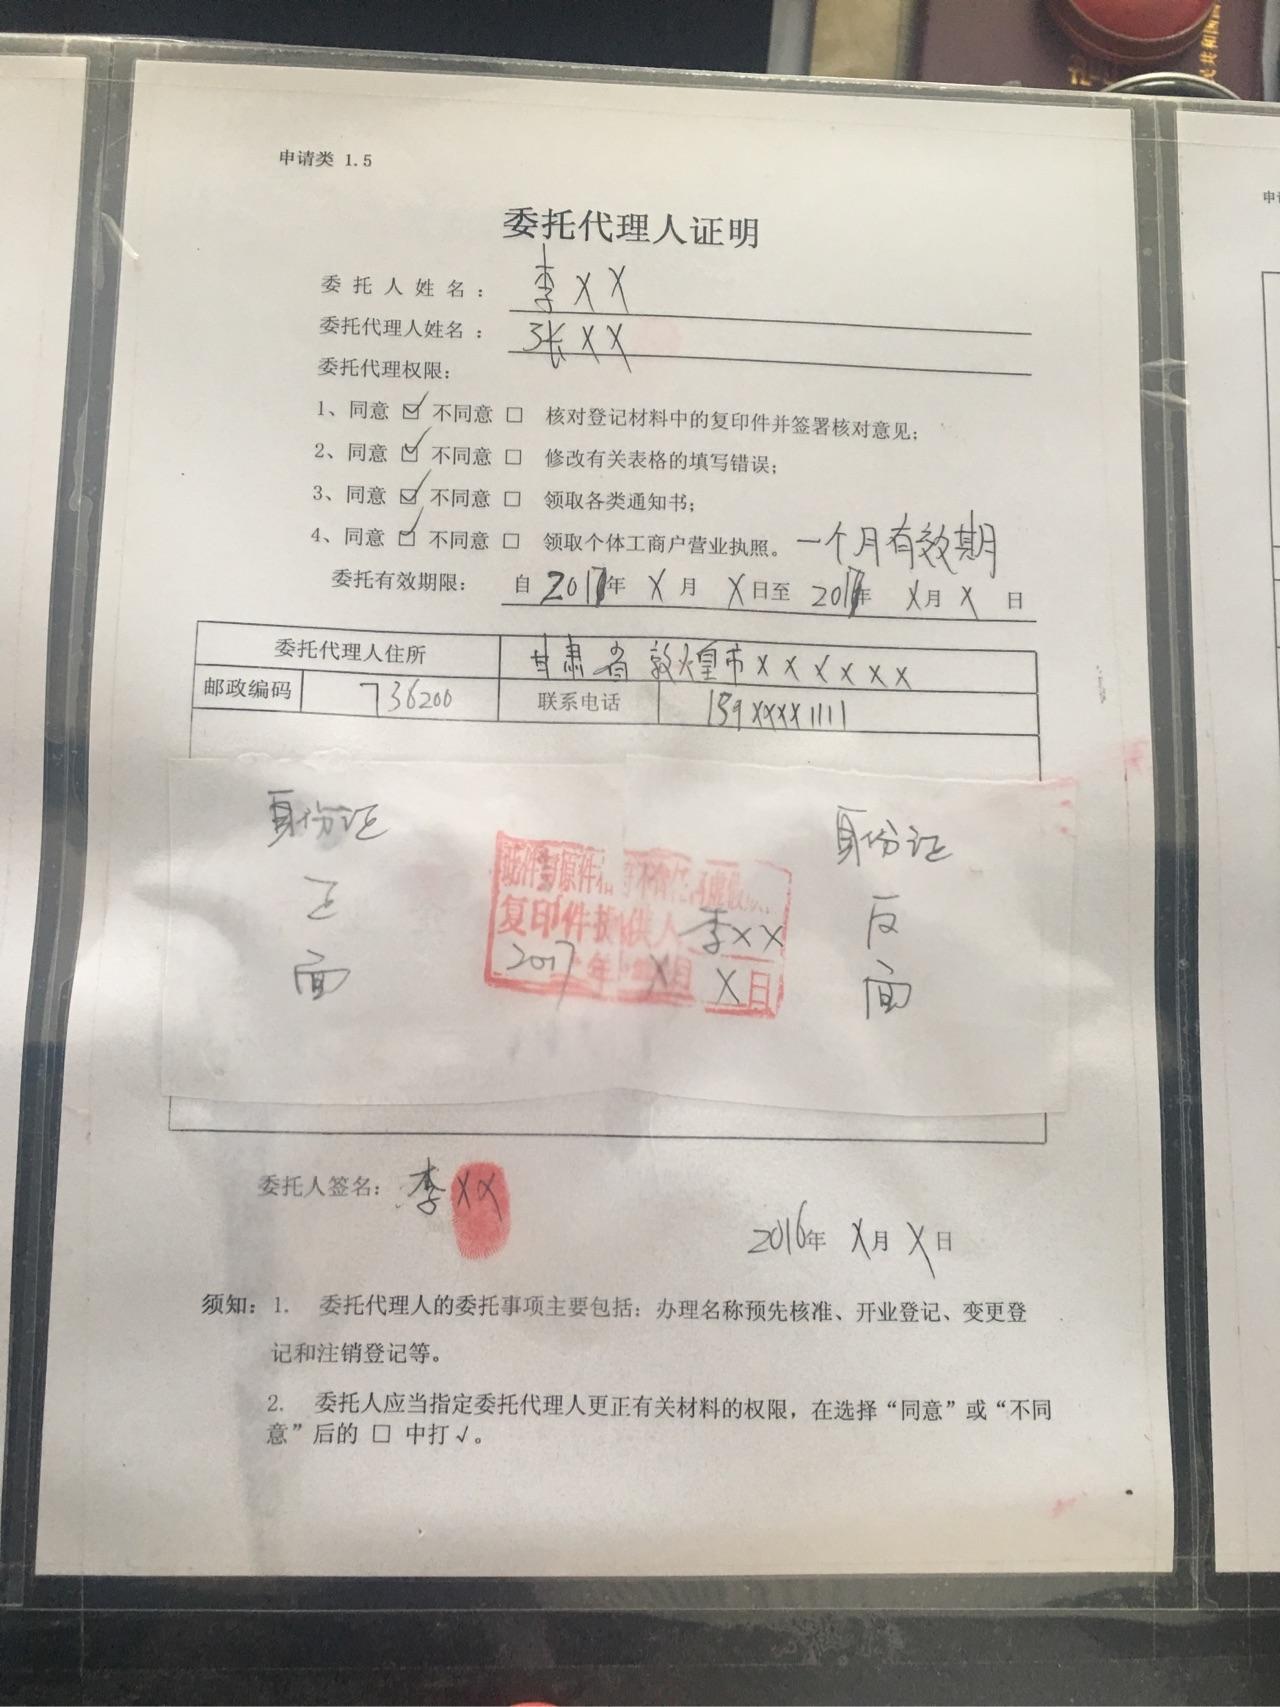 民共和国
申请类 1.5
委托代理人证明
委托人姓名： 李XX
委托代理人姓名： 张XX
委托代理权限：
1、同意 ☑ 不同意 □ 核对登记材料中的复印件并签署核对意见；
2、同意 ☑ 不同意 □ 修改有关表格的填写错误；
3、同意 ☑ 不同意 □ 领取各类通知书；
4、同意 ☑ 不同意 □ 领取个体工商户营业执照。 一个月有效期
委托有效期限： 自 2017年 X月 X日至 2017年 X月 X 日
委托代理人住所 甘肃省敦煌市XXXXXX
邮政编码 736200 联系电话 159XXXX1111
身份证
正
面
身份证
反
面
件与原件
复印件提供人 李XX
2017年 X月 X日
委托人签名： 李XX
2016年 X月 X日
须知： 1. 委托代理人的委托事项主要包括：办理名称预先核准、开业登记、变更登
记和注销登记等。
2. 委托人应当指定委托代理人更正有关材料的权限，在选择“同意”或“不同
意”后的 □ 中打√。